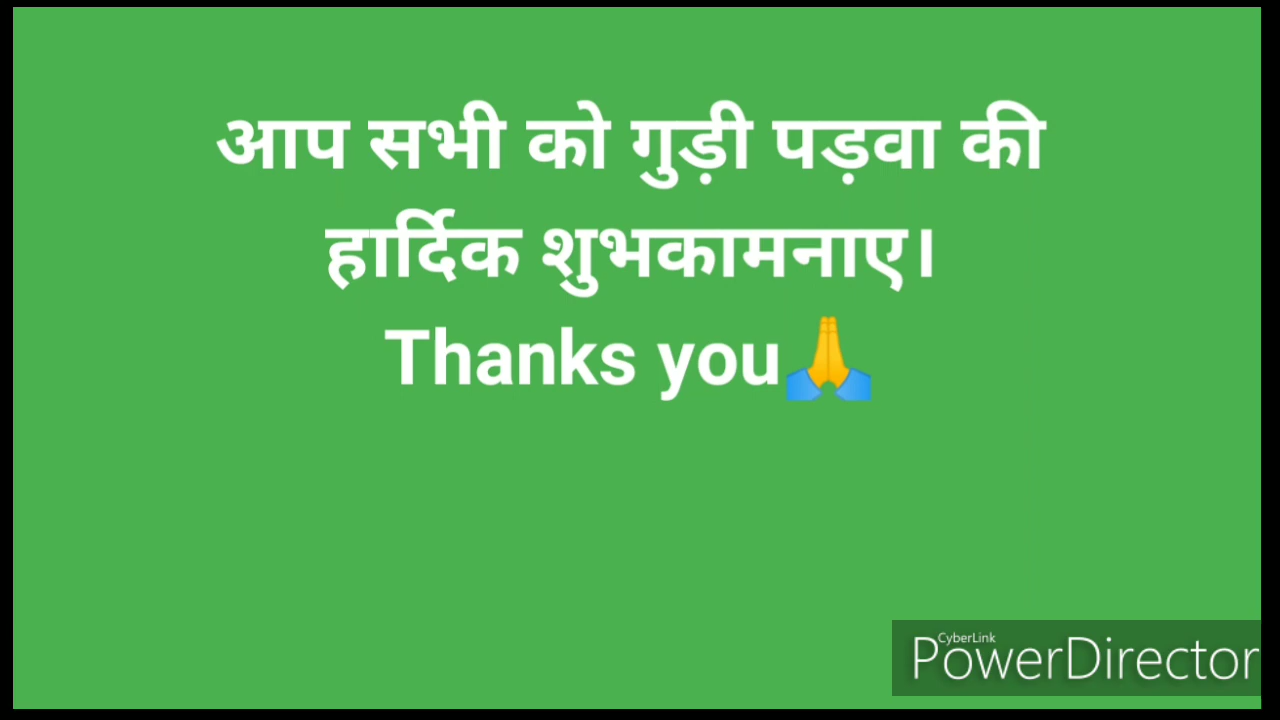 आप सभी को गुड़ी पड़वा की
हार्दिक शुभकामनाए।
Thanks you🙏
CyberLink
PowerDirector